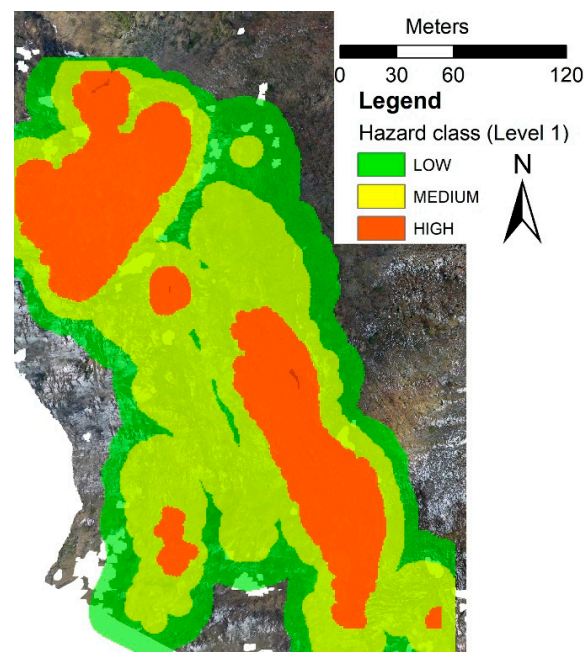 Meters
0 30 60 120
Legend
Hazard class (Level 1)
LOW
MEDIUM
HIGH
N